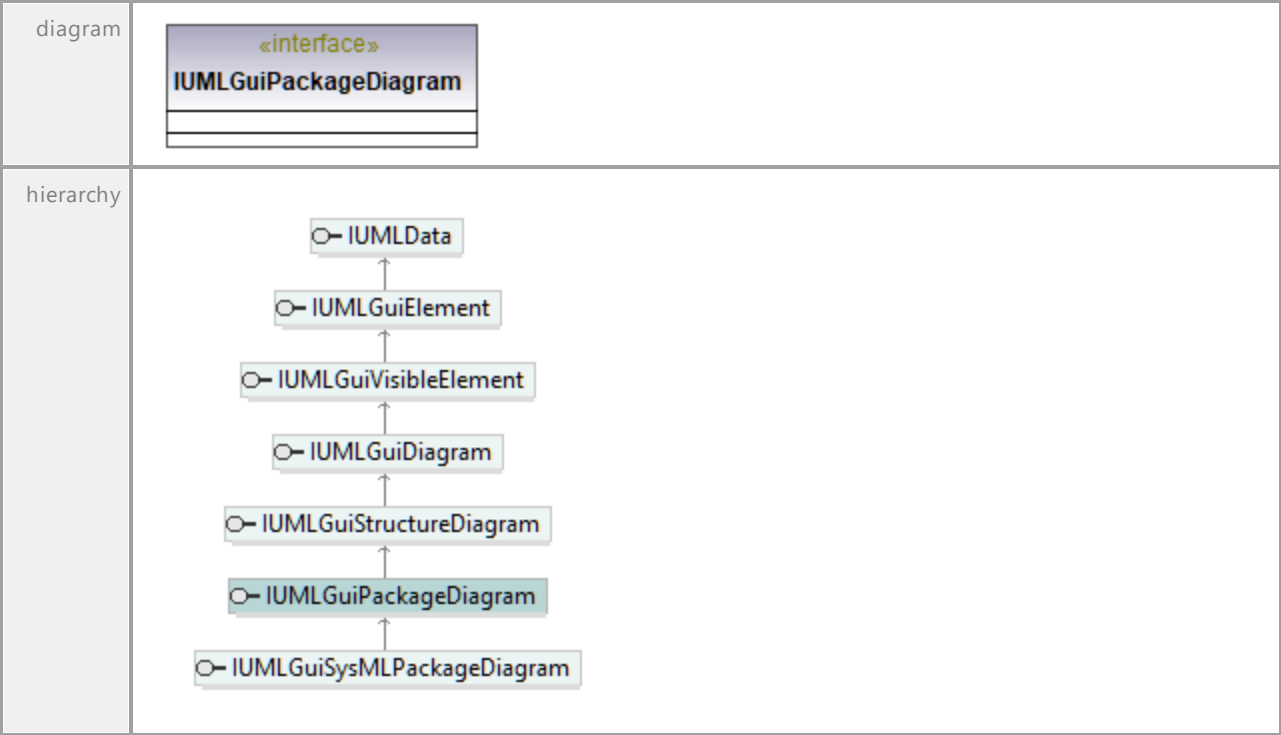 diagram
«interface»
IUMLGuiPackageDiagram
hierarchy
IUMLData
IUMLGuiElement
IUMLGuiVisibleElement
IUMLGuiDiagram
IUMLGuiStructureDiagram
IUMLGuiPackageDiagram
IUMLGuiSysMLPackageDiagram